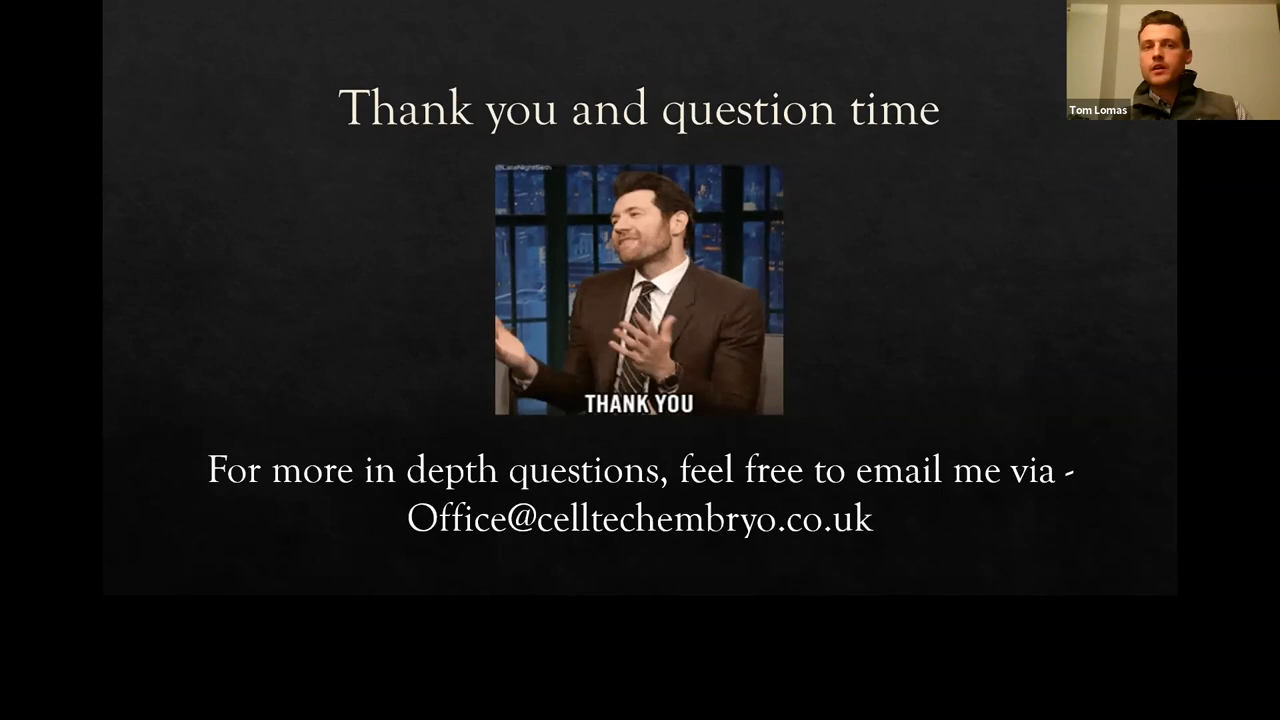 Thank you and question time
Tom Lomas
@LateNightSeth
THANK YOU
For more in depth questions, feel free to email me via -
Office@celltechembryo.co.uk